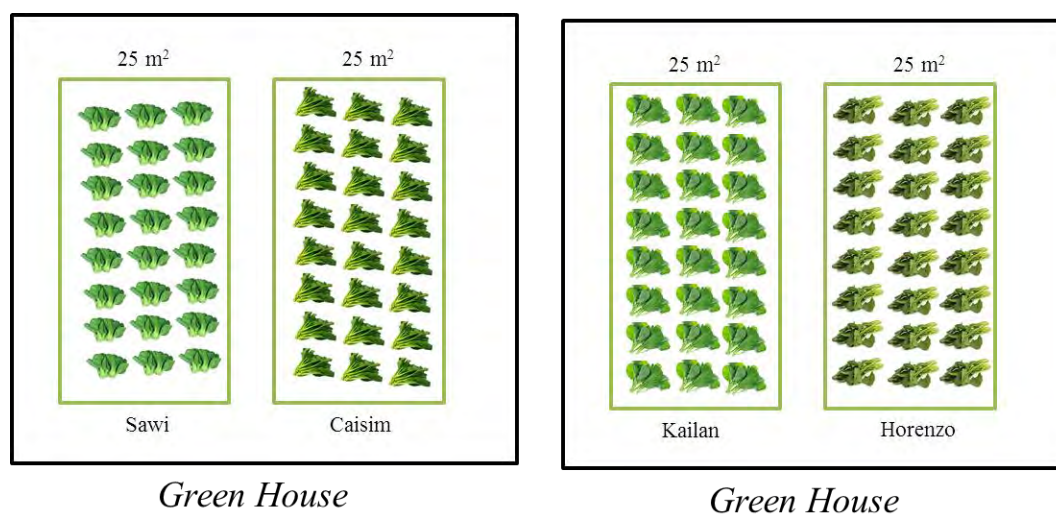 25 m²
25 m²
Sawi
Caisim
Green House
25 m²
25 m²
Kailan
Horenzo
Green House